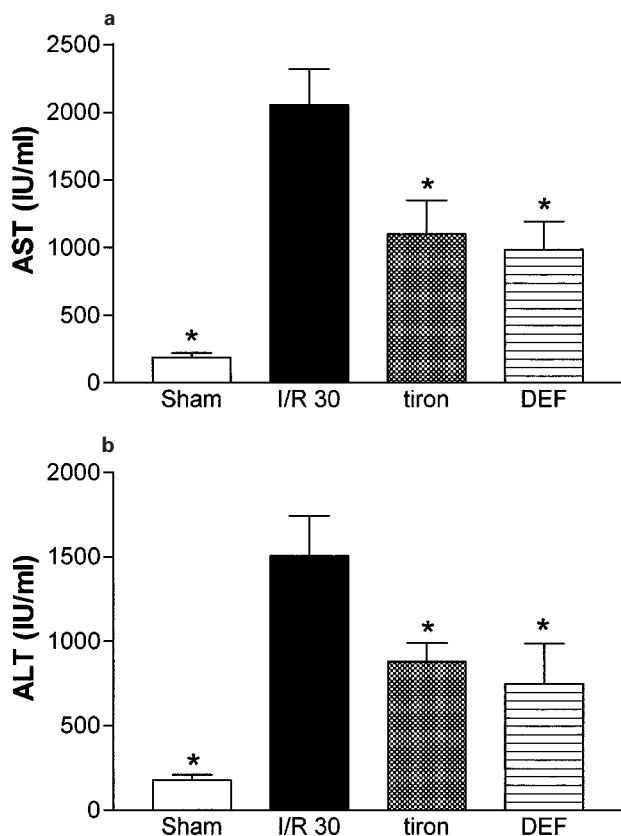 a
2500
2000
1500
1000
500
0
AST (IU/ml)
*
*
*
Sham I/R 30 tiron DEF
b
2000
1500
1000
500
0
ALT (IU/ml)
*
*
*
Sham I/R 30 tiron DEF